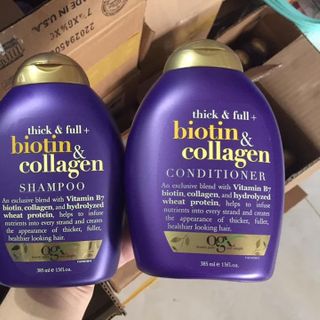 thick & full +
biotin
&
collagen
SHAMPOO
An exclusive blend with Vitamin B7
biotin, collagen, and hydrolyzed
wheat protein, helps to infuse
nutrients into every strand and creates
the appearance of thicker, fuller,
healthier looking hair.
ogx
385 ml e 13fl. oz.
thick & full +
biotin
&
collagen
CONDITIONER
An exclusive blend with Vitamin B7
biotin, collagen, and hydrolyzed
wheat protein, helps to infuse
nutrients into every strand and creates
the appearance of thicker, fuller,
healthier looking hair.
ogx
385 ml e 13fl. oz.